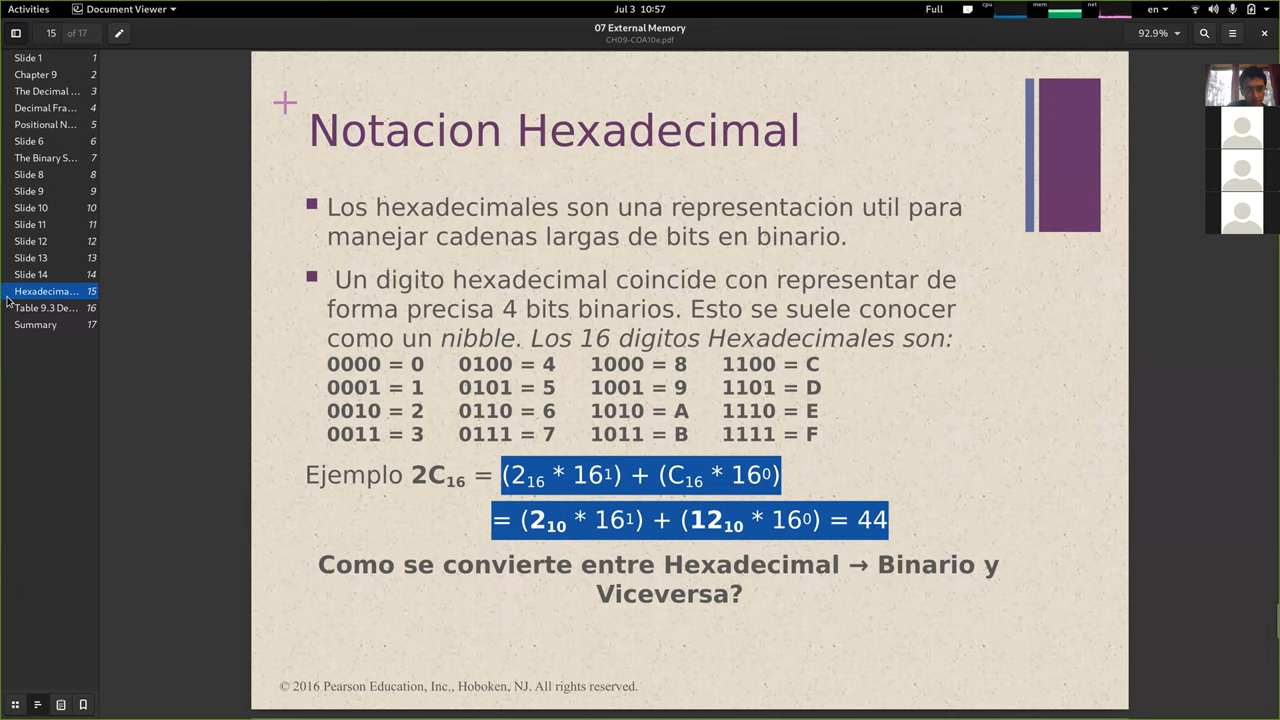 Activities
Document Viewer
Jul 3 10:57
Full
cpu
mem
net
en
15 of 17
07 External Memory
CH09-COA10e.pdf
92.9%
Slide 1 1
Chapter 9 2
The Decimal ... 3
Decimal Fra... 4
Positional N... 5
Slide 6 6
The Binary S... 7
Slide 8 8
Slide 9 9
Slide 10 10
Slide 11 11
Slide 12 12
Slide 13 13
Slide 14 14
Hexadecima... 15
Table 9.3 De... 16
Summary 17
+
Notacion Hexadecimal
Los hexadecimales son una representacion util para
manejar cadenas largas de bits en binario.
Un digito hexadecimal coincide con representar de
forma precisa 4 bits binarios. Esto se suele conocer
como un nibble. Los 16 digitos Hexadecimales son:
0000 = 0 0100 = 4 1000 = 8 1100 = C
0001 = 1 0101 = 5 1001 = 9 1101 = D
0010 = 2 0110 = 6 1010 = A 1110 = E
0011 = 3 0111 = 7 1011 = B 1111 = F
Ejemplo 2C₁₆ = (2₁₆ * 16¹) + (C₁₆ * 16⁰)
= (2₁₀ * 16¹) + (12₁₀ * 16⁰) = 44
Como se convierte entre Hexadecimal → Binario y
Viceversa?
© 2016 Pearson Education, Inc., Hoboken, NJ. All rights reserved.